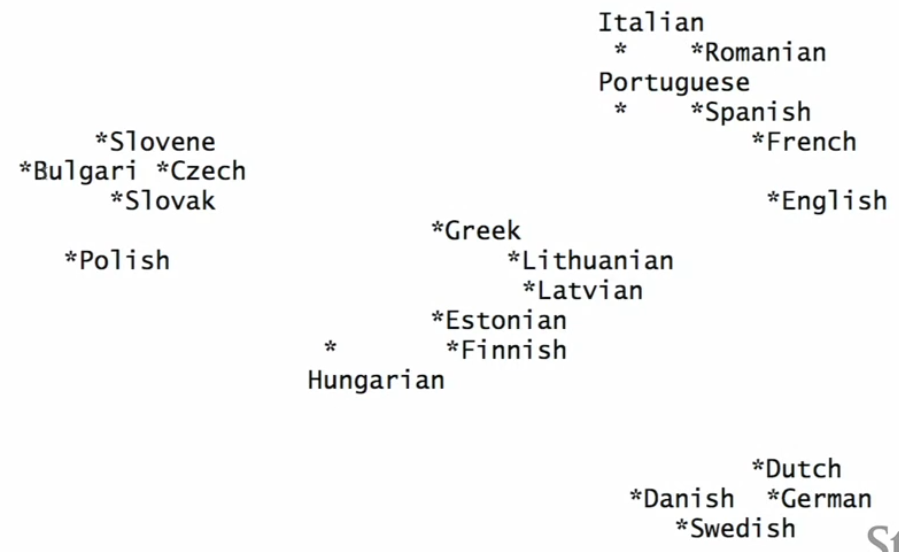 Italian
* *Romanian
Portuguese
* *Spanish
*Slovene *French
*Bulgari *Czech
*Slovak *English
*Greek
*Polish *Lithuanian
*Latvian
*Estonian
* *Finnish
Hungarian
*Dutch
*Danish *German
*Swedish
St